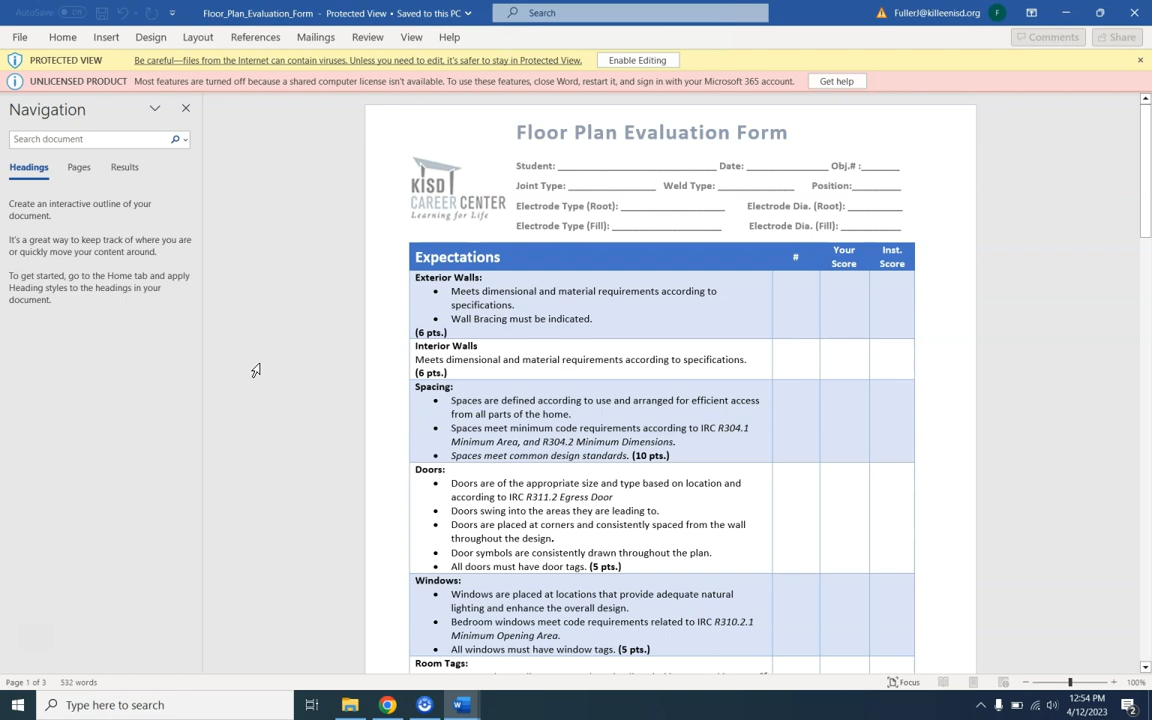 AutoSave Off Floor_Plan_Evaluation_Form - Protected View • Saved to this PC Search FullerJ@killeenisd.org F
File Home Insert Design Layout References Mailings Review View Help Comments Share
PROTECTED VIEW Be careful—files from the Internet can contain viruses. Unless you need to edit, it's safer to stay in Protected View. Enable Editing
UNLICENSED PRODUCT Most features are turned off because a shared computer license isn't available. To use these features, close Word, restart it, and sign in with your Microsoft 365 account. Get help
Navigation
Search document
Headings Pages Results
Create an interactive outline of your
document.
It's a great way to keep track of where you are
or quickly move your content around.
To get started, go to the Home tab and apply
Heading styles to the headings in your
document.
Floor Plan Evaluation Form
KISD
CAREER CENTER
Learning for Life
Student: ____ Date: ____ Obj.# :____
Joint Type: ____ Weld Type: ____ Position:____
Electrode Type (Root): ____ Electrode Dia. (Root): ____
Electrode Type (Fill): ____ Electrode Dia. (Fill): ____
Expectations # Your Score Inst. Score
Exterior Walls:
• Meets dimensional and material requirements according to
specifications.
• Wall Bracing must be indicated.
(6 pts.)
Interior Walls
Meets dimensional and material requirements according to specifications.
(6 pts.)
Spacing:
• Spaces are defined according to use and arranged for efficient access
from all parts of the home.
• Spaces meet minimum code requirements according to IRC R304.1
Minimum Area, and R304.2 Minimum Dimensions.
• Spaces meet common design standards. (10 pts.)
Doors:
• Doors are of the appropriate size and type based on location and
according to IRC R311.2 Egress Door
• Doors swing into the areas they are leading to.
• Doors are placed at corners and consistently spaced from the wall
throughout the design.
• Door symbols are consistently drawn throughout the plan.
• All doors must have door tags. (5 pts.)
Windows:
• Windows are placed at locations that provide adequate natural
lighting and enhance the overall design.
• Bedroom windows meet code requirements related to IRC R310.2.1
Minimum Opening Area.
• All windows must have window tags. (5 pts.)
Room Tags:
Page 1 of 3 532 words Focus 100%
Type here to search 12:54 PM
4/12/2023 2